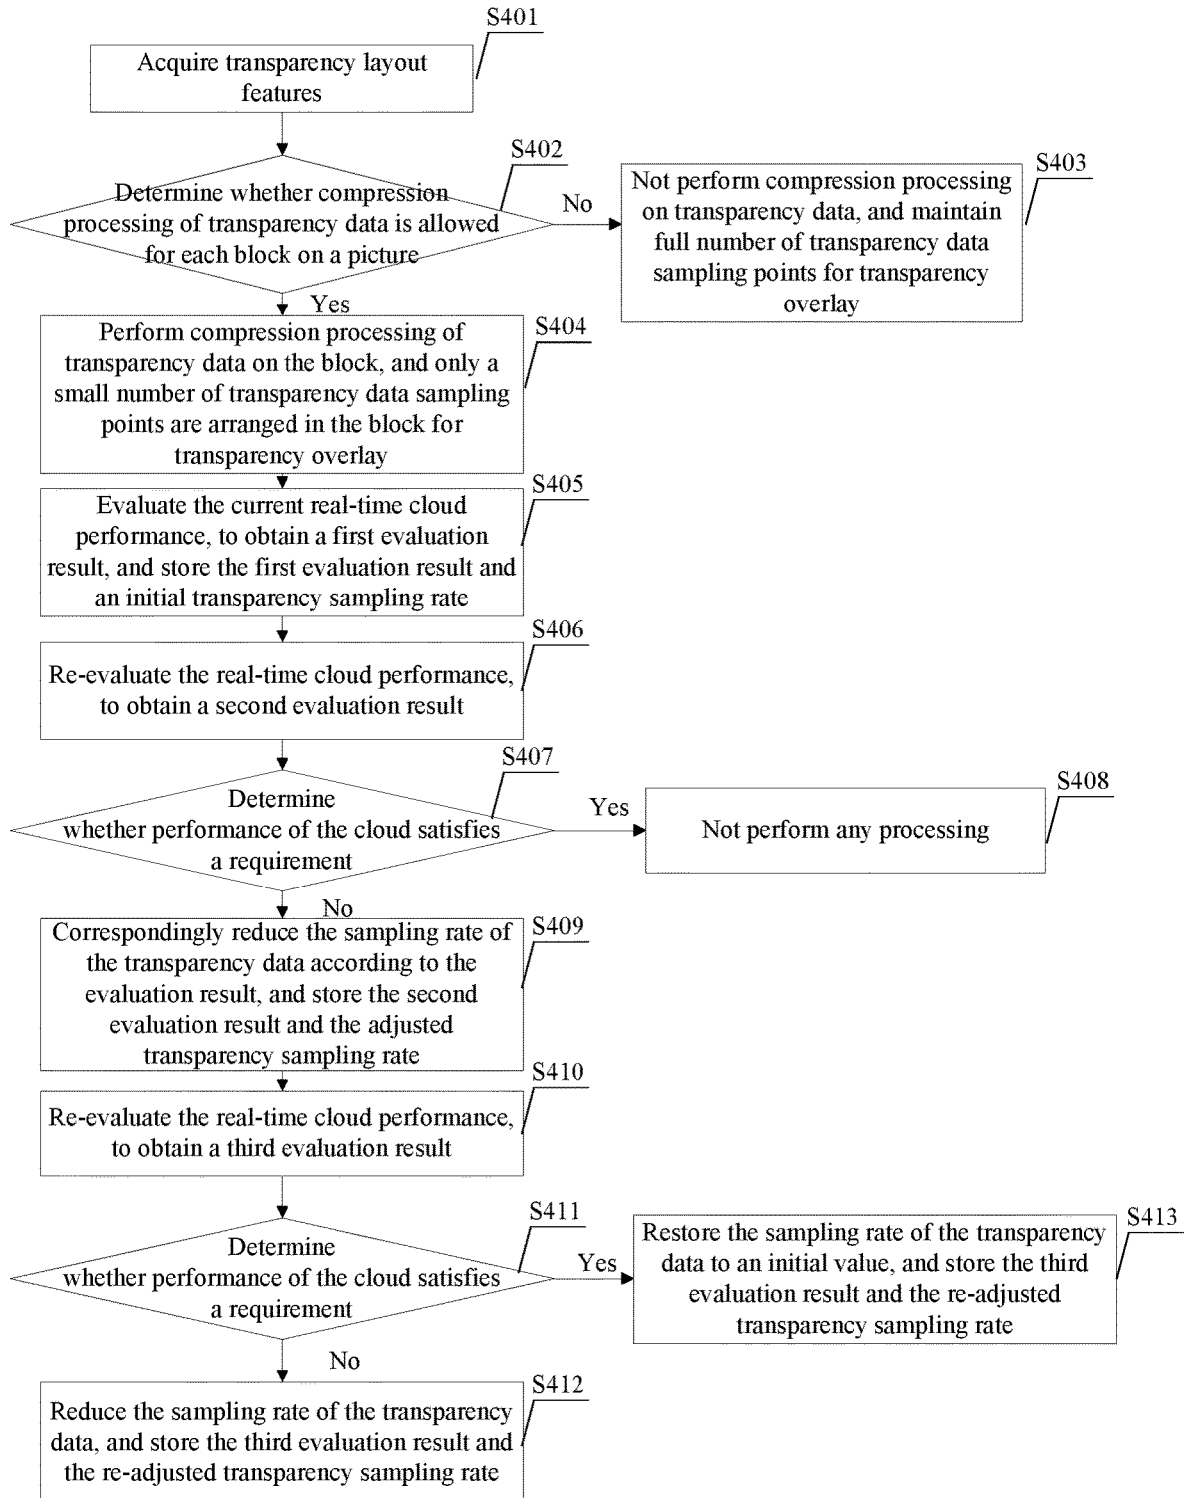 S401
Acquire transparency layout
features
S402
Determine whether compression
processing of transparency data is allowed
for each block on a picture
No
S403
Not perform compression processing
on transparency data, and maintain
full number of transparency data
sampling points for transparency
overlay
Yes
S404
Perform compression processing of
transparency data on the block, and only a
small number of transparency data sampling
points are arranged in the block for
transparency overlay
S405
Evaluate the current real-time cloud
performance, to obtain a first evaluation
result, and store the first evaluation result and
an initial transparency sampling rate
S406
Re-evaluate the real-time cloud performance,
to obtain a second evaluation result
S407
Determine
whether performance of the cloud satisfies
a requirement
Yes
S408
Not perform any processing
No
S409
Correspondingly reduce the sampling rate of
the transparency data according to the
evaluation result, and store the second
evaluation result and the adjusted
transparency sampling rate
S410
Re-evaluate the real-time cloud performance,
to obtain a third evaluation result
S411
Determine
whether performance of the cloud satisfies
a requirement
Yes
S413
Restore the sampling rate of the transparency
data to an initial value, and store the third
evaluation result and the re-adjusted
transparency sampling rate
No
S412
Reduce the sampling rate of the transparency
data, and store the third evaluation result and
the re-adjusted transparency sampling rate